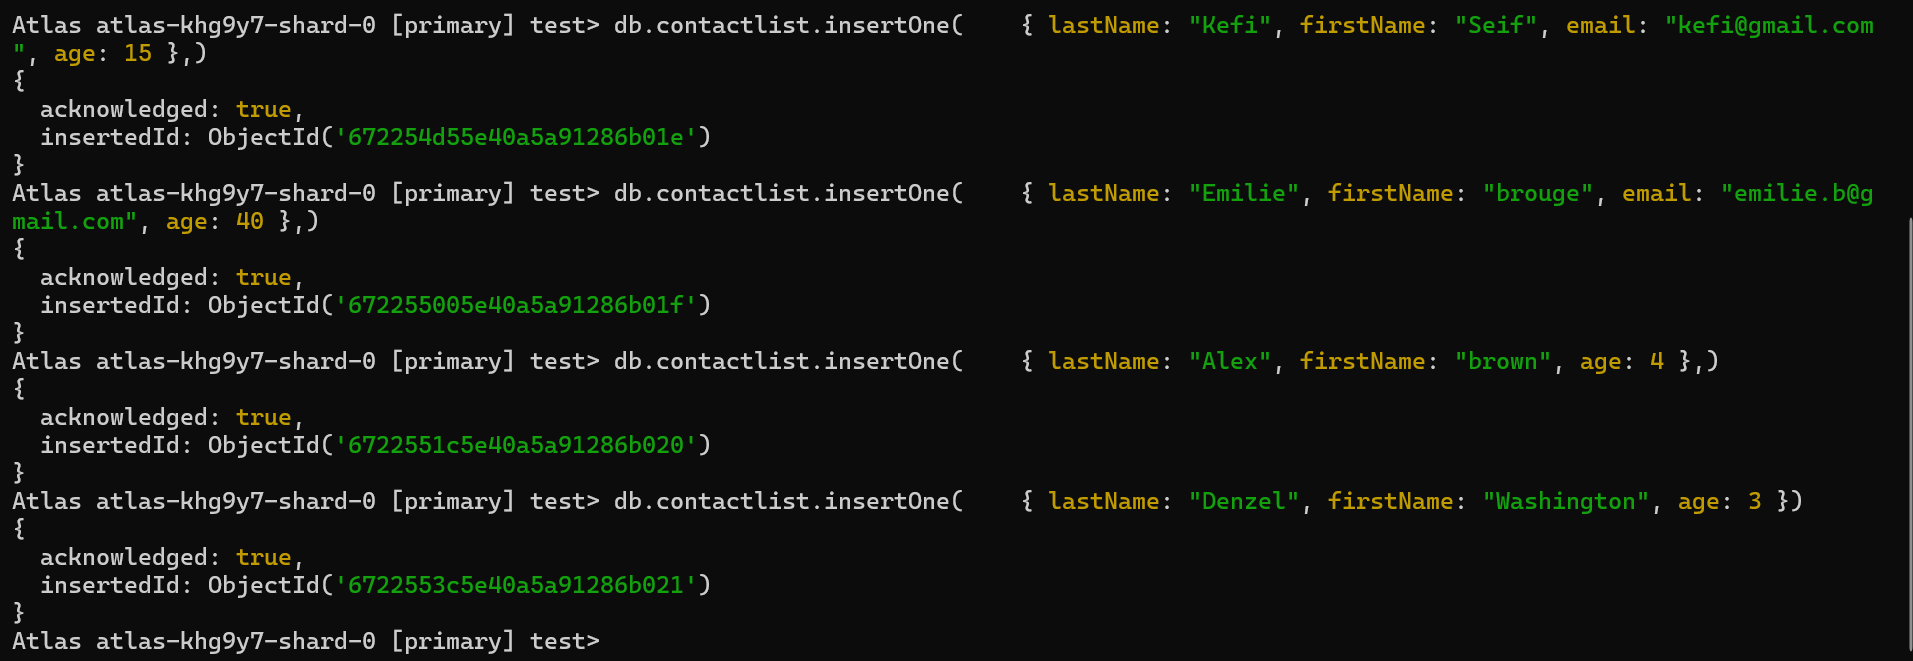 Atlas atlas-khg9y7-shard-0 [primary] test> db.contactlist.insertOne(    { lastName: "Kefi", firstName: "Seif", email: "kefi@gmail.com
", age: 15 },)
{
  acknowledged: true,
  insertedId: ObjectId('672254d55e40a5a91286b01e')
}
Atlas atlas-khg9y7-shard-0 [primary] test> db.contactlist.insertOne(    { lastName: "Emilie", firstName: "brouge", email: "emilie.b@g
mail.com", age: 40 },)
{
  acknowledged: true,
  insertedId: ObjectId('672255005e40a5a91286b01f')
}
Atlas atlas-khg9y7-shard-0 [primary] test> db.contactlist.insertOne(    { lastName: "Alex", firstName: "brown", age: 4 },)
{
  acknowledged: true,
  insertedId: ObjectId('6722551c5e40a5a91286b020')
}
Atlas atlas-khg9y7-shard-0 [primary] test> db.contactlist.insertOne(    { lastName: "Denzel", firstName: "Washington", age: 3 })
{
  acknowledged: true,
  insertedId: ObjectId('6722553c5e40a5a91286b021')
}
Atlas atlas-khg9y7-shard-0 [primary] test>